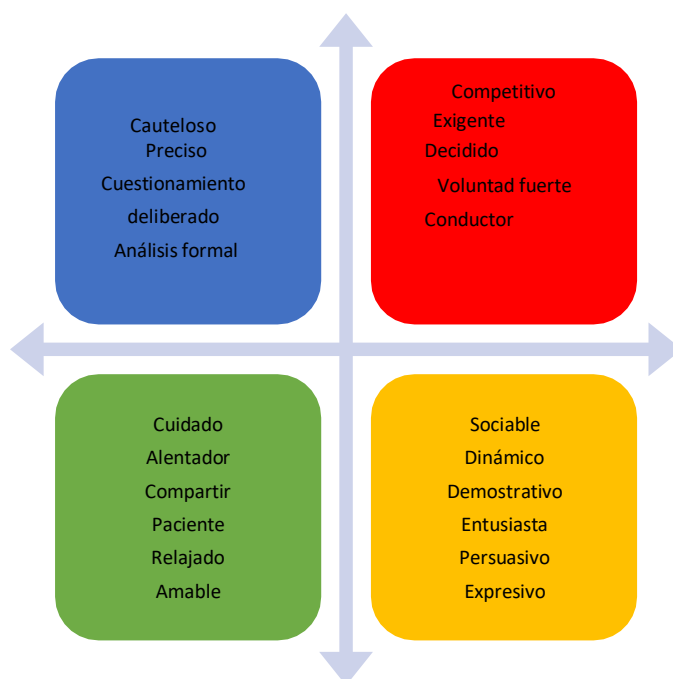 Cauteloso
Preciso
Cuestionamiento
deliberado
Análisis formal
Competitivo
Exigente
Decidido
Voluntad fuerte
Conductor
Cuidado
Alentador
Compartir
Paciente
Relajado
Amable
Sociable
Dinámico
Demostrativo
Entusiasta
Persuasivo
Expresivo